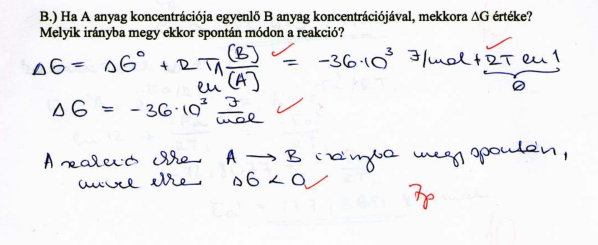 B.) Ha A anyag koncentrációja egyenlő B anyag koncentrációjával, mekkora ΔG értéke?
Melyik irányba megy ekkor spontán módon a reakció?
ΔG = ΔG° + RT ln [B]/[A] = -36·10³ J/mol + RT ln 1
0
ΔG = -36·10³ J/mol
A reakció ekkor A → B irányba megy spontán,
mivel ekkor ΔG < 0
7p